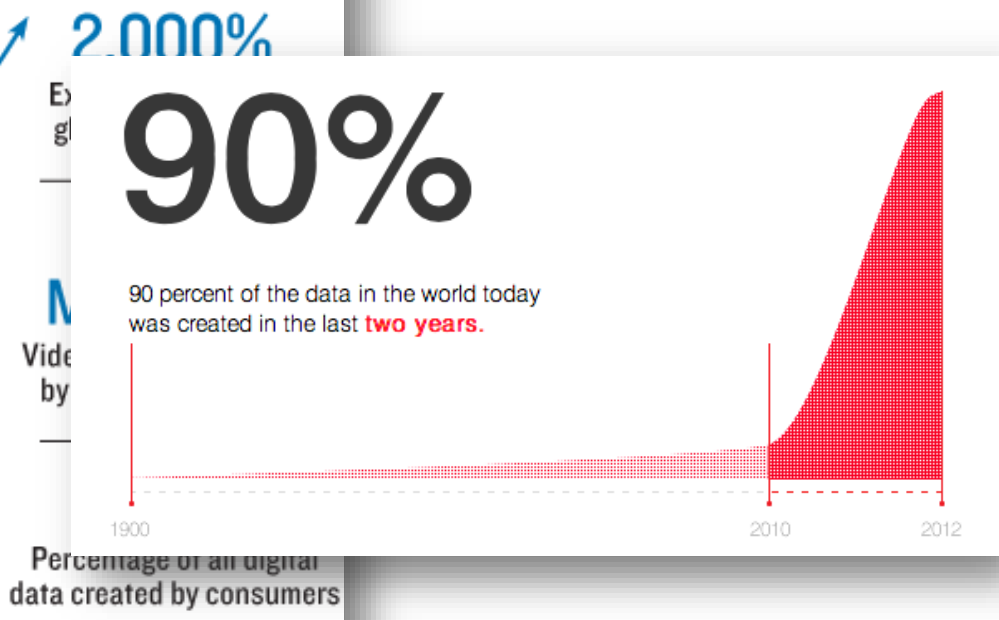 2,000%
90%
90 percent of the data in the world today
was created in the last two years.
by
1900
2010
2012
Percentage of all digital
data created by consumers